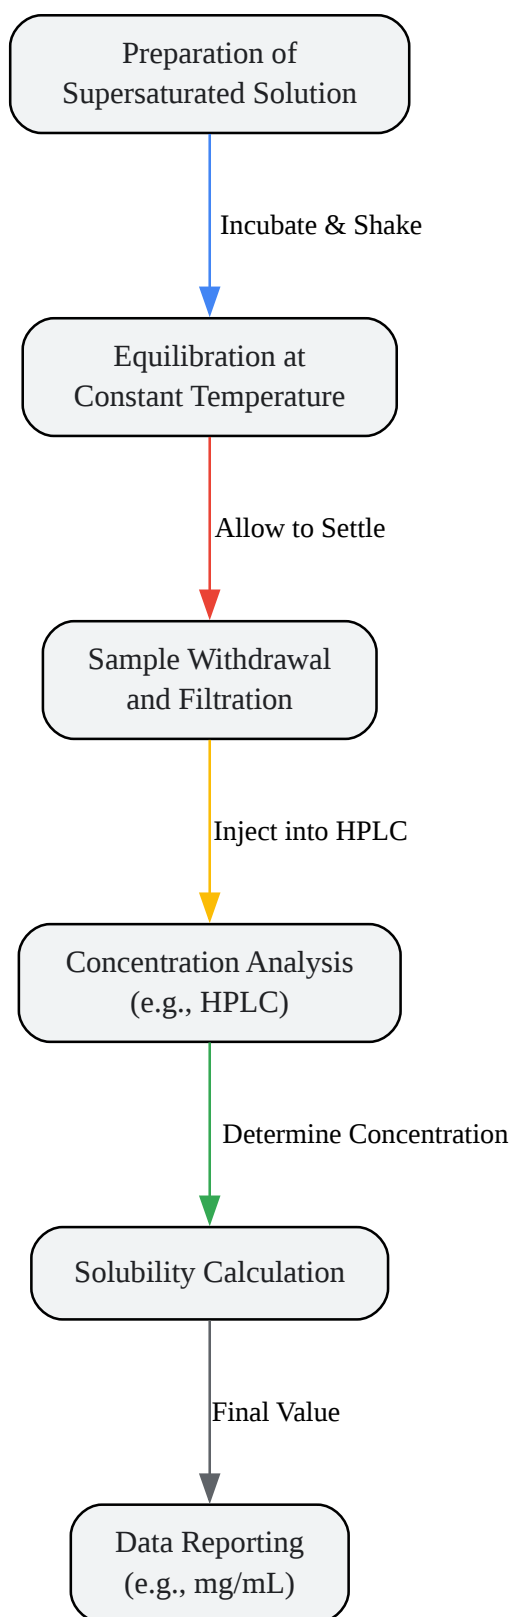 Preparation of
Supersaturated Solution
Incubate & Shake
Equilibration at
Constant Temperature
Allow to Settle
Sample Withdrawal
and Filtration
Inject into HPLC
Concentration Analysis
(e.g., HPLC)
Determine Concentration
Solubility Calculation
Final Value
Data Reporting
(e.g., mg/mL)